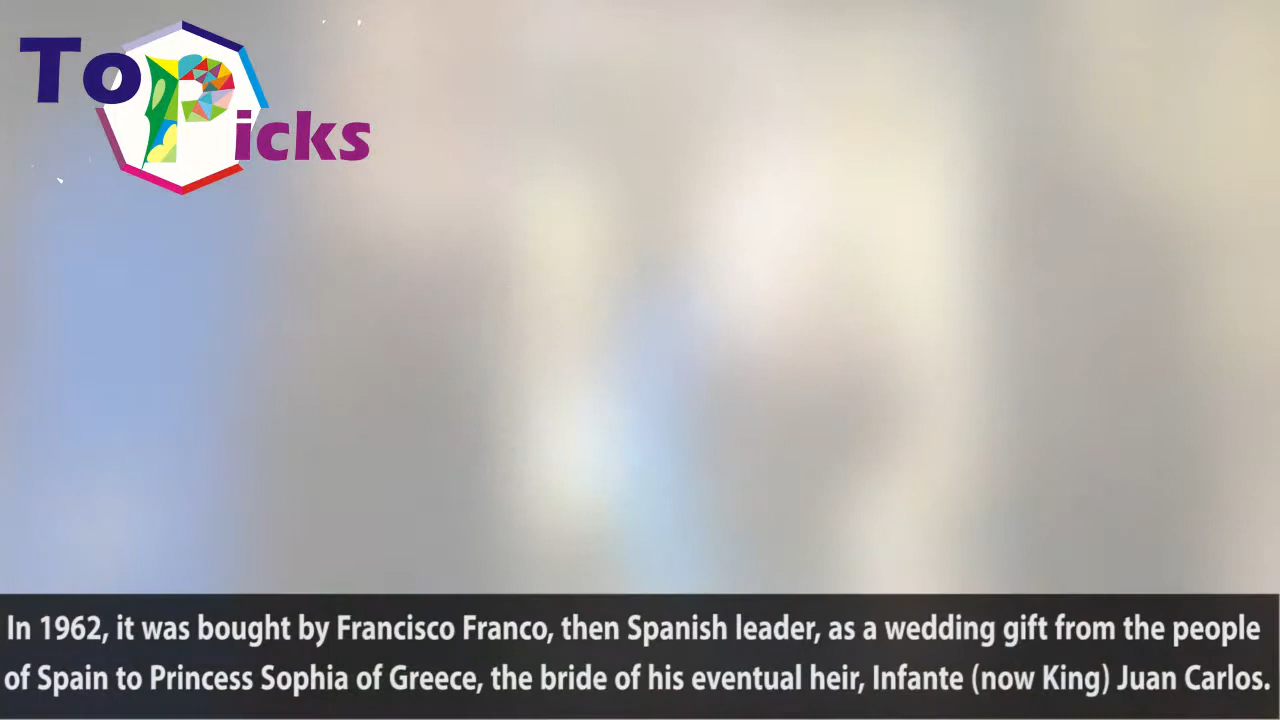 ToPicks
In 1962, it was bought by Francisco Franco, then Spanish leader, as a wedding gift from the people
of Spain to Princess Sophia of Greece, the bride of his eventual heir, Infante (now King) Juan Carlos.